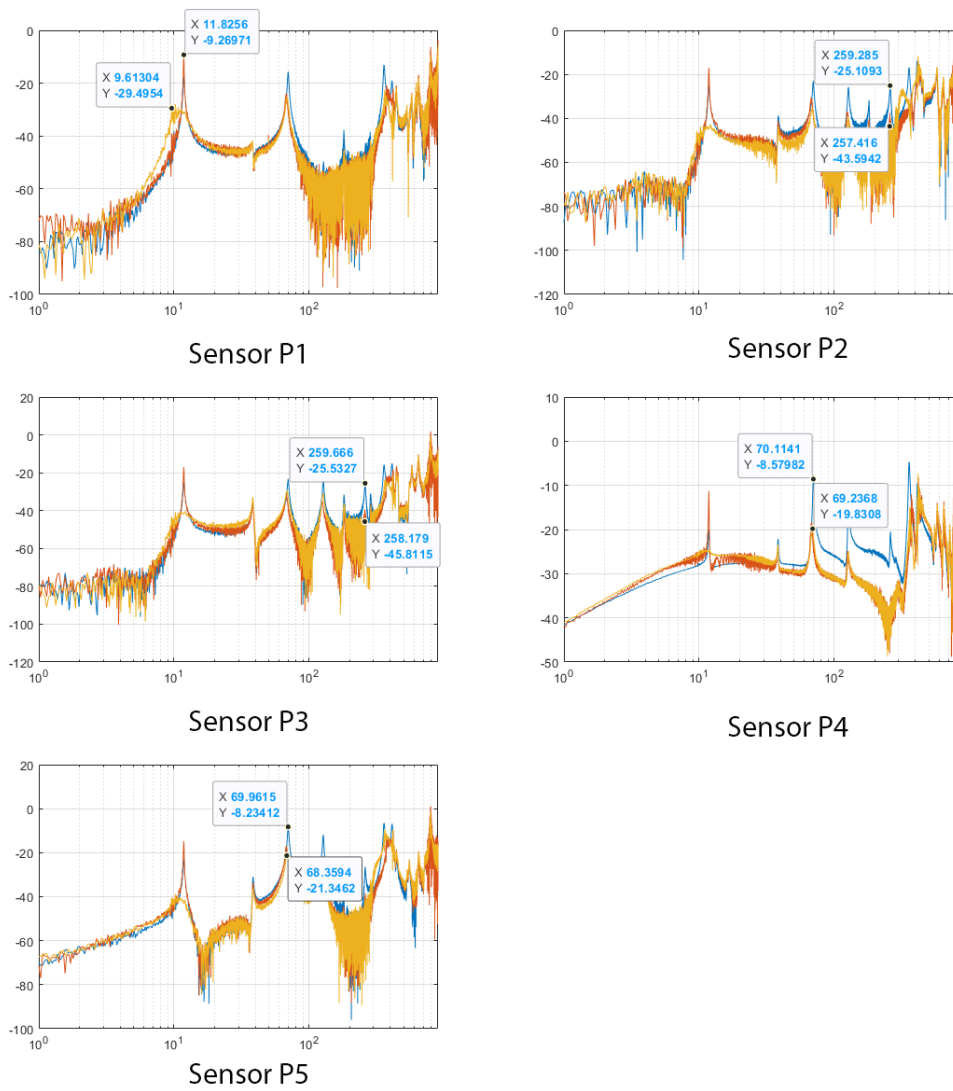 X 11.8256
Y -9.26971
X 9.61304
Y -29.4954
0
-20
-40
-60
-80
-100
10^0
10^1
10^2
Sensor P1
X 259.285
Y -25.1093
X 257.416
Y -43.5942
0
-20
-40
-60
-80
-100
-120
10^0
10^1
10^2
Sensor P2
X 259.666
Y -25.5327
X 258.179
Y -45.8115
20
0
-20
-40
-60
-80
-100
-120
10^0
10^1
10^2
Sensor P3
X 70.1141
Y -8.57982
X 69.2368
Y -19.8308
10
0
-10
-20
-30
-40
-50
10^0
10^1
10^2
Sensor P4
X 69.9615
Y -8.23412
X 68.3594
Y -21.3462
20
0
-20
-40
-60
-80
-100
10^0
10^1
10^2
Sensor P5